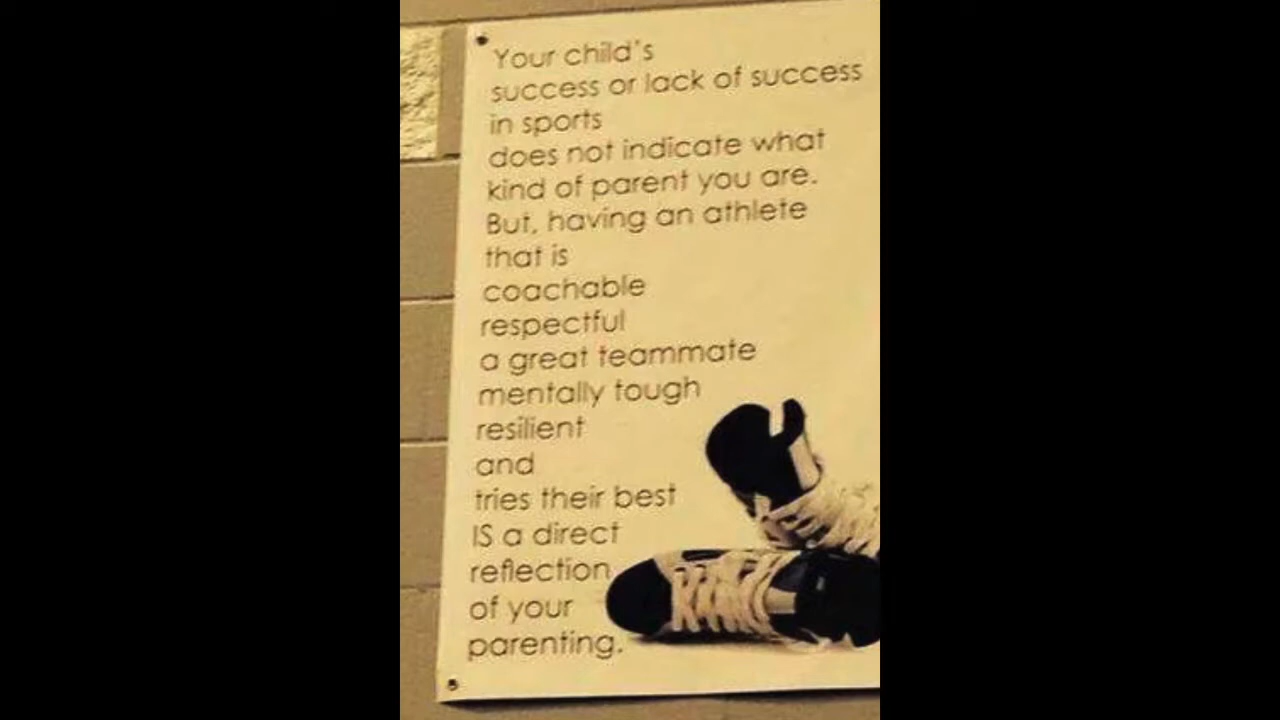 Your child's
success or lack of success
in sports
does not indicate what
kind of parent you are.
But, having an athlete
that is
coachable
respectful
a great teammate
mentally tough
resilient
and
tries their best
IS a direct
reflection
of your
parenting.